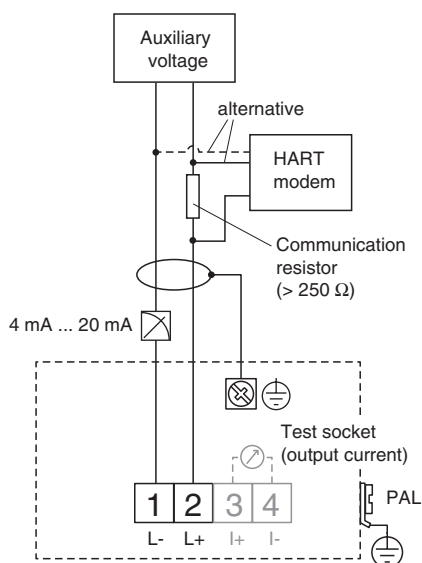 Auxiliary
voltage
alternative
HART
modem
Communication
resistor
(> 250 Ω)
4 mA ... 20 mA
Test socket
(output current)
1 2 3 4
L- L+ I+ I-
PAL